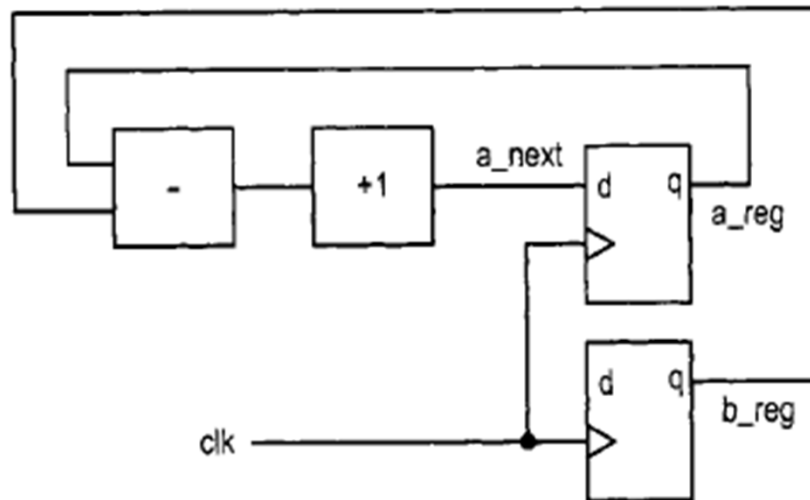 a_next
- +1 d q
a_reg
d q
b_reg
clk